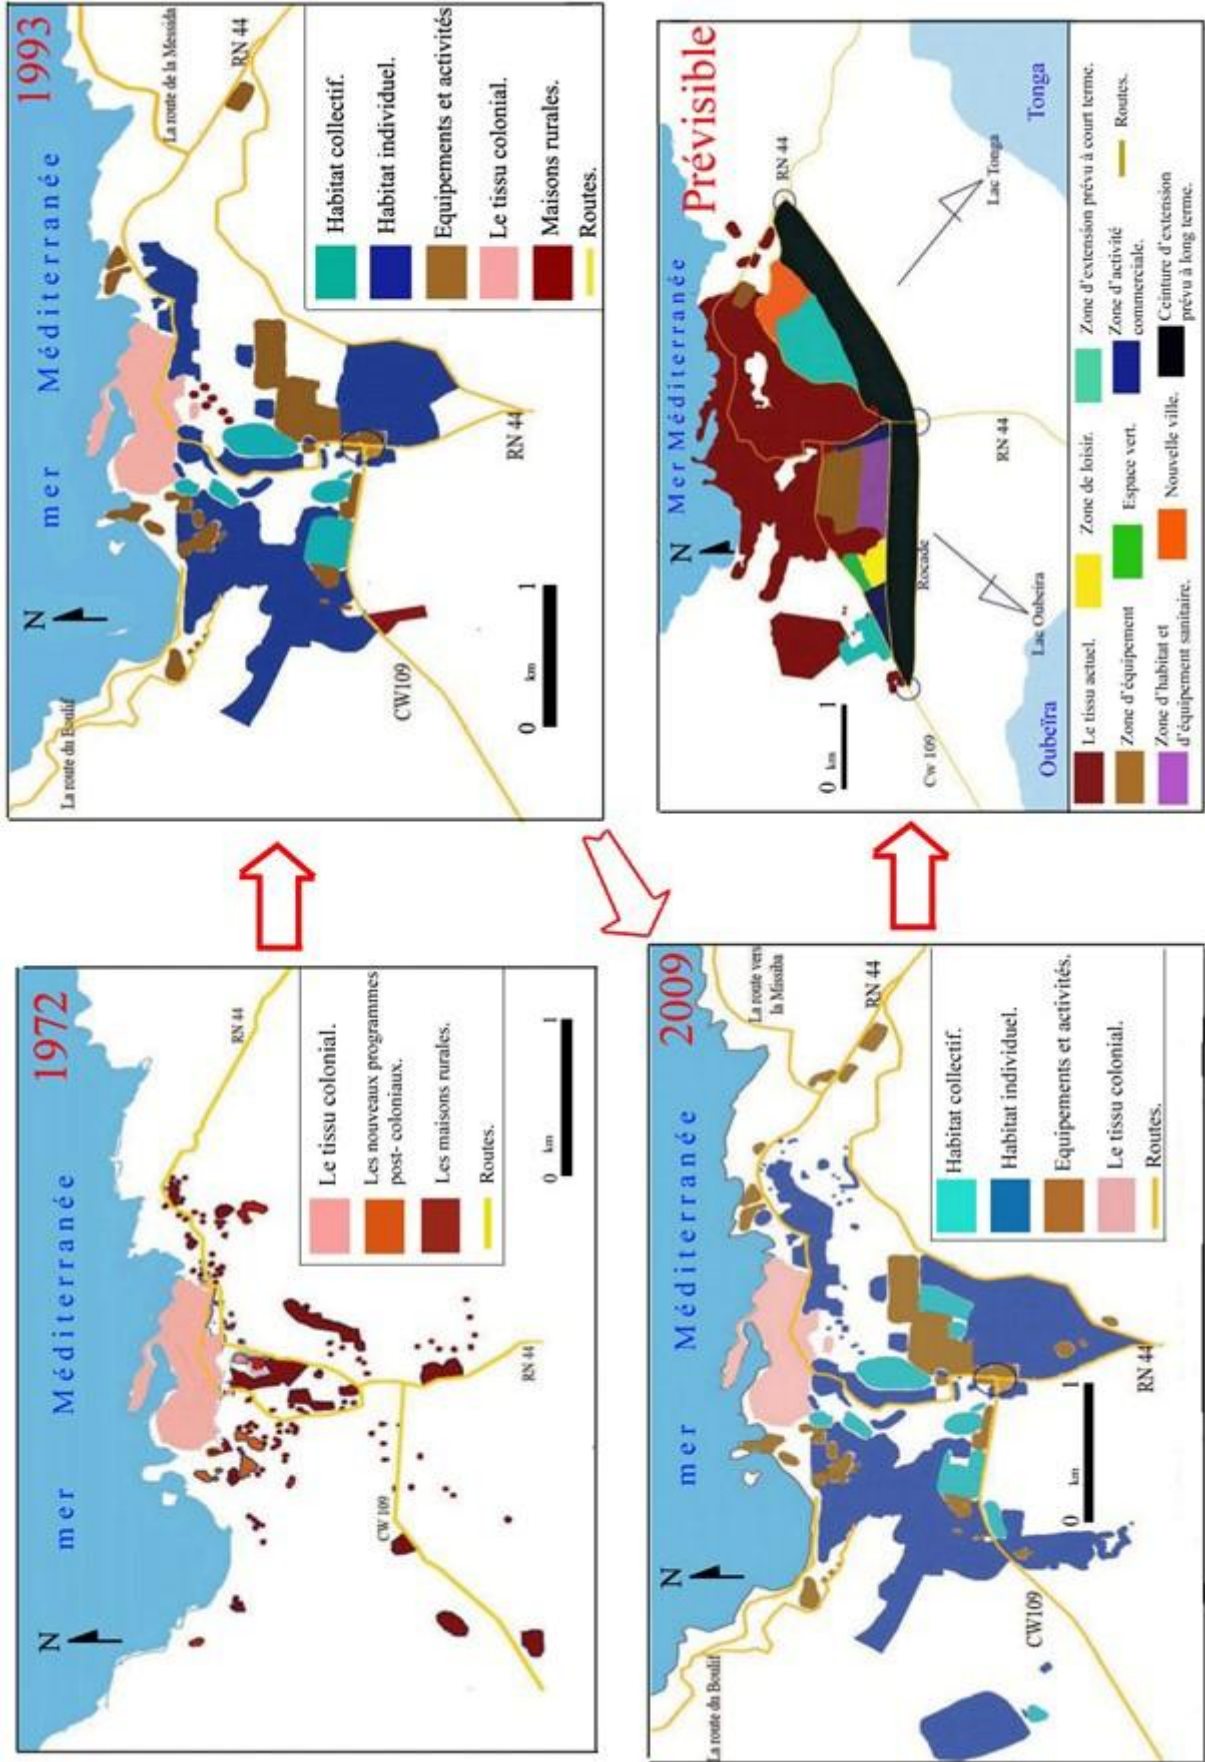 1972
N
mer Méditerranée
RN 44
CW 109
RN 44
Le tissu colonial.
Les nouveaux programmes
post- coloniaux.
Les maisons rurales.
Routes.
0 km 1
1993
N
mer Méditerranée
La route de la Messida
RN 44
La route du Boulif
CW109
RN 44
0 km 1
Habitat collectif.
Habitat individuel.
Equipements et activités
Le tissu colonial.
Maisons rurales.
Routes.
2009
N
mer Méditerranée
La route vers
la Missiba
RN 44
La route du Boulif
CW109
RN 44
0 km 1
Habitat collectif.
Habitat individuel.
Equipements et activités.
Le tissu colonial.
Routes.
Prévisible
N
Mer Méditerranée
RN 44
0 km 1
Cw 109
Rocade
RN 44
Lac Oubeira
Lac Tonga
Oubeïra
Tonga
Le tissu actuel.
Zone de loisir.
Zone d'extension prévu à court terme.
Zone d'équipement
Espace vert.
Zone d'activité
commerciale.
Routes.
Zone d'habitat et
d'équipement sanitaire.
Nouvelle ville.
Ceinture d'extension
prévu à long terme.